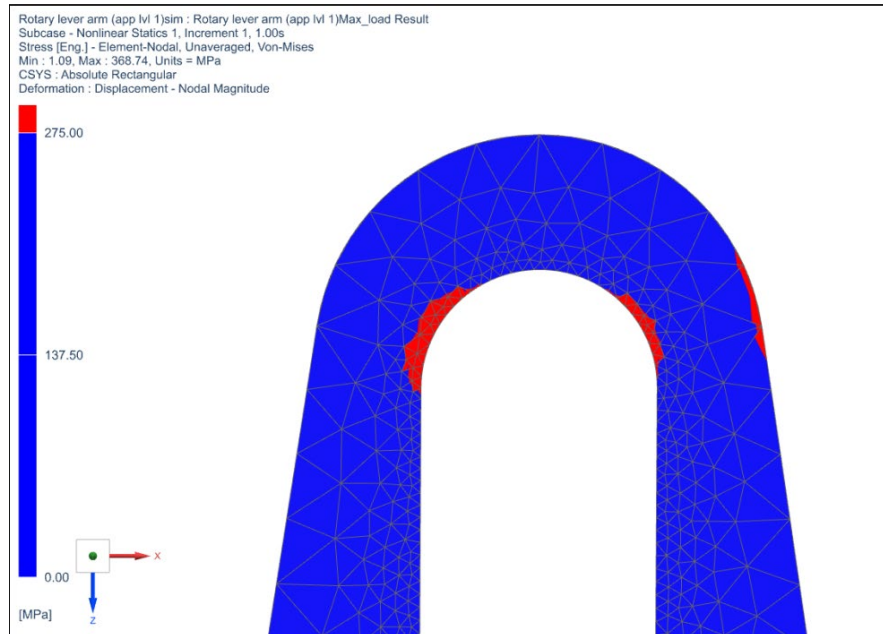 Rotary lever arm (app lvl 1)sim : Rotary lever arm (app lvl 1)Max_load Result
Subcase - Nonlinear Statics 1, Increment 1, 1.00s
Stress [Eng.] - Element-Nodal, Unaveraged, Von-Mises
Min : 1.09, Max : 368.74, Units = MPa
CSYS : Absolute Rectangular
Deformation : Displacement - Nodal Magnitude
275.00
137.50
0.00
[MPa]
X
Z